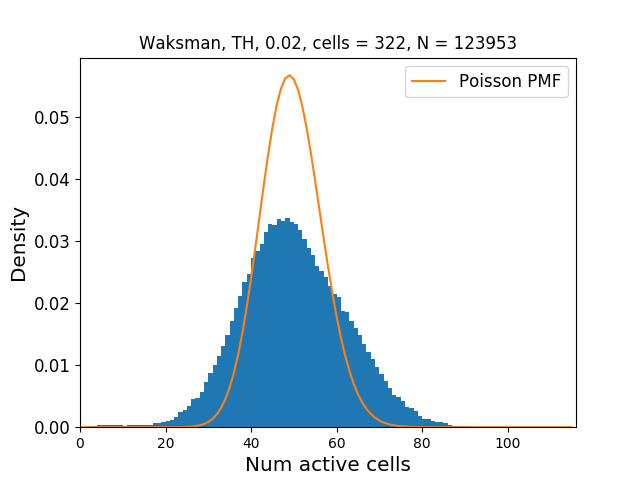 Waksman, TH, 0.02, cells = 322, N = 123953
Poisson PMF
Density
0.05
0.04
0.03
0.02
0.01
0.00
0 20 40 60 80 100
Num active cells